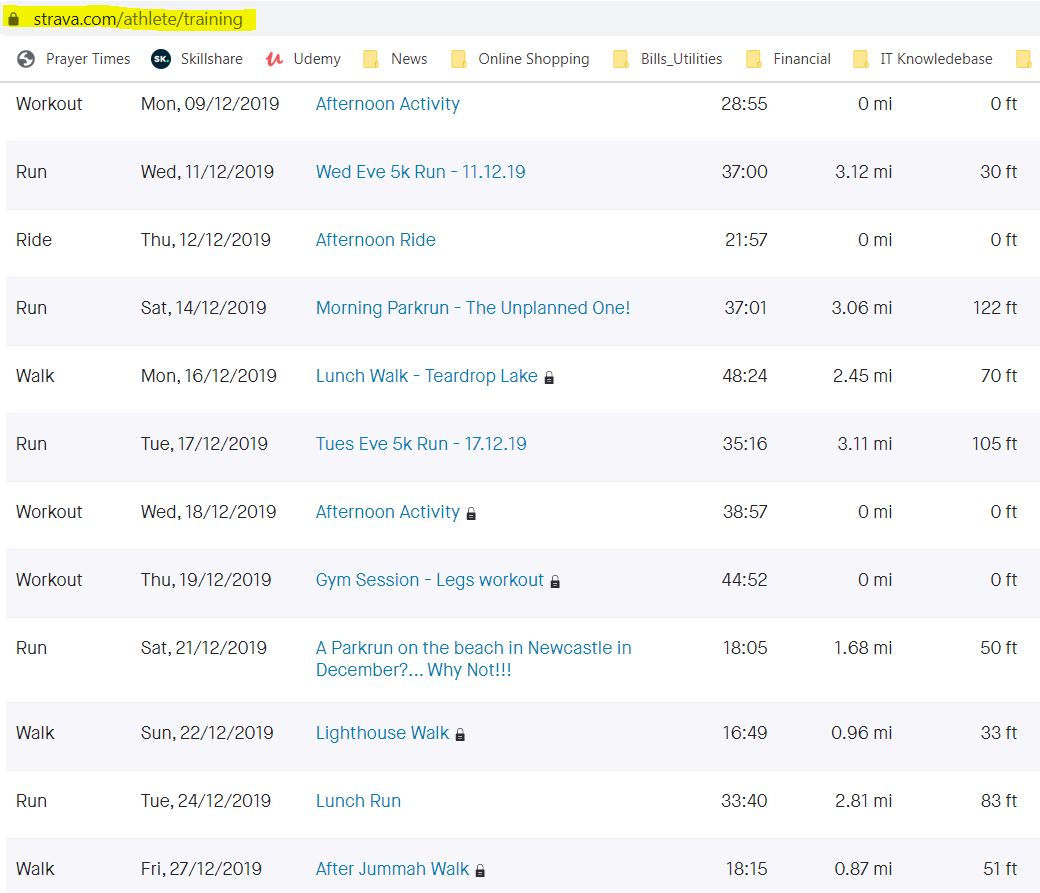 strava.com/athlete/training
Prayer Times SK. Skillshare Udemy News Online Shopping Bills_Utilities Financial IT Knowledebase
Workout Mon, 09/12/2019 Afternoon Activity 28:55 0 mi 0 ft
Run Wed, 11/12/2019 Wed Eve 5k Run - 11.12.19 37:00 3.12 mi 30 ft
Ride Thu, 12/12/2019 Afternoon Ride 21:57 0 mi 0 ft
Run Sat, 14/12/2019 Morning Parkrun - The Unplanned One! 37:01 3.06 mi 122 ft
Walk Mon, 16/12/2019 Lunch Walk - Teardrop Lake 48:24 2.45 mi 70 ft
Run Tue, 17/12/2019 Tues Eve 5k Run - 17.12.19 35:16 3.11 mi 105 ft
Workout Wed, 18/12/2019 Afternoon Activity 38:57 0 mi 0 ft
Workout Thu, 19/12/2019 Gym Session - Legs workout 44:52 0 mi 0 ft
Run Sat, 21/12/2019 A Parkrun on the beach in Newcastle in 18:05 1.68 mi 50 ft
December?... Why Not!!!
Walk Sun, 22/12/2019 Lighthouse Walk 16:49 0.96 mi 33 ft
Run Tue, 24/12/2019 Lunch Run 33:40 2.81 mi 83 ft
Walk Fri, 27/12/2019 After Jummah Walk 18:15 0.87 mi 51 ft